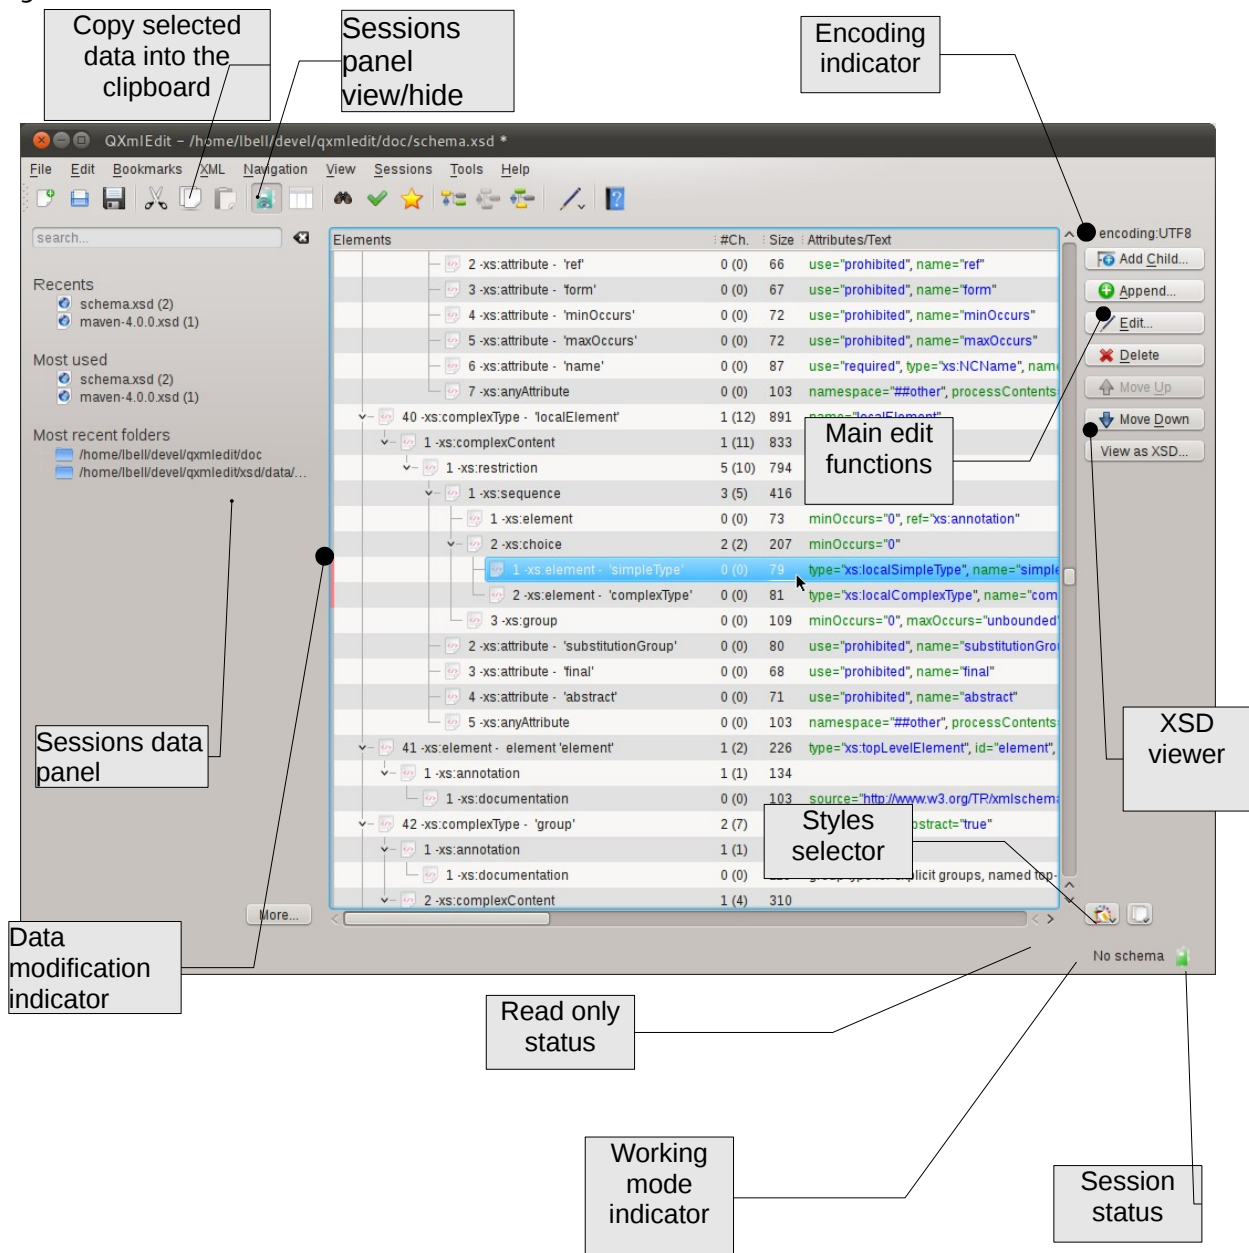 Copy selected
data into the
clipboard
Sessions
panel
view/hide
Encoding
indicator
QXmlEdit - /home/lbell/devel/qxmledit/doc/schema.xsd *
File Edit Bookmarks XML Navigation View Sessions Tools Help
search...
Elements #Ch. Size Attributes/Text
encoding:UTF8
2 -xs:attribute - 'ref' 0 (0) 66 use="prohibited", name="ref"
3 -xs:attribute - 'form' 0 (0) 67 use="prohibited", name="form"
4 -xs:attribute - 'minOccurs' 0 (0) 72 use="prohibited", name="minOccurs"
5 -xs:attribute - 'maxOccurs' 0 (0) 72 use="prohibited", name="maxOccurs"
6 -xs:attribute - 'name' 0 (0) 87 use="required", type="xs:NCName", nam
7 -xs:anyAttribute 0 (0) 103 namespace="##other", processContents
40 -xs:complexType - 'localElement' 1 (12) 891 name="localElement"
1 -xs:complexContent 1 (11) 833
1 -xs:restriction 5 (10) 794
1 -xs:sequence 3 (5) 416
1 -xs:element 0 (0) 73 minOccurs="0", ref="xs:annotation"
2 -xs:choice 2 (2) 207 minOccurs="0"
1 -xs:element - 'simpleType' 0 (0) 79 type="xs:localSimpleType", name="simple
2 -xs:element - 'complexType' 0 (0) 81 type="xs:localComplexType", name="com
3 -xs:group 0 (0) 109 minOccurs="0", maxOccurs="unbounded"
2 -xs:attribute - 'substitutionGroup' 0 (0) 80 use="prohibited", name="substitutionGro
3 -xs:attribute - 'final' 0 (0) 68 use="prohibited", name="final"
4 -xs:attribute - 'abstract' 0 (0) 71 use="prohibited", name="abstract"
5 -xs:anyAttribute 0 (0) 103 namespace="##other", processContents
41 -xs:element - element 'element' 1 (2) 226 type="xs:topLevelElement", id="element",
1 -xs:annotation 1 (1) 134
1 -xs:documentation 0 (0) 103 source="http://www.w3.org/TR/xmlschema
42 -xs:complexType - 'group' 2 (7) stract="true"
1 -xs:annotation 1 (1)
1 -xs:documentation 0 (0) group type for explicit groups, named top-
2 -xs:complexContent 1 (4) 310
Recents
schema.xsd (2)
maven-4.0.0.xsd (1)
Most used
schema.xsd (2)
maven-4.0.0.xsd (1)
Most recent folders
/home/lbell/devel/qxmledit/doc
/home/lbell/devel/qxmledit/xsd/data/...
More...
Add Child...
Append...
Edit...
Delete
Move Up
Move Down
View as XSD...
Main edit
functions
Sessions data
panel
XSD
viewer
Styles
selector
No schema
Data
modification
indicator
Read only
status
Working
mode
indicator
Session
status